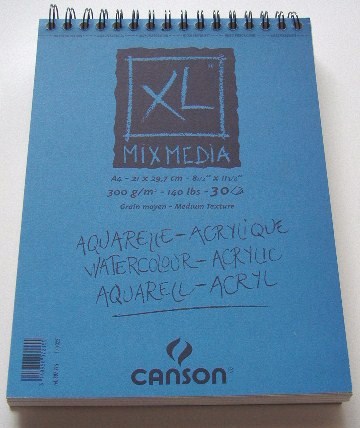 XL
MIXMEDIA
A4 - 21 x 29,7 cm - 8¼" x 11¾"
300 g/m² - 140 lbs - 30
Grain moyen - Medium Texture
AQUARELLE - ACRYLIQUE
WATERCOLOUR - ACRYLIC
AQUARELL - ACRYL
CANSON